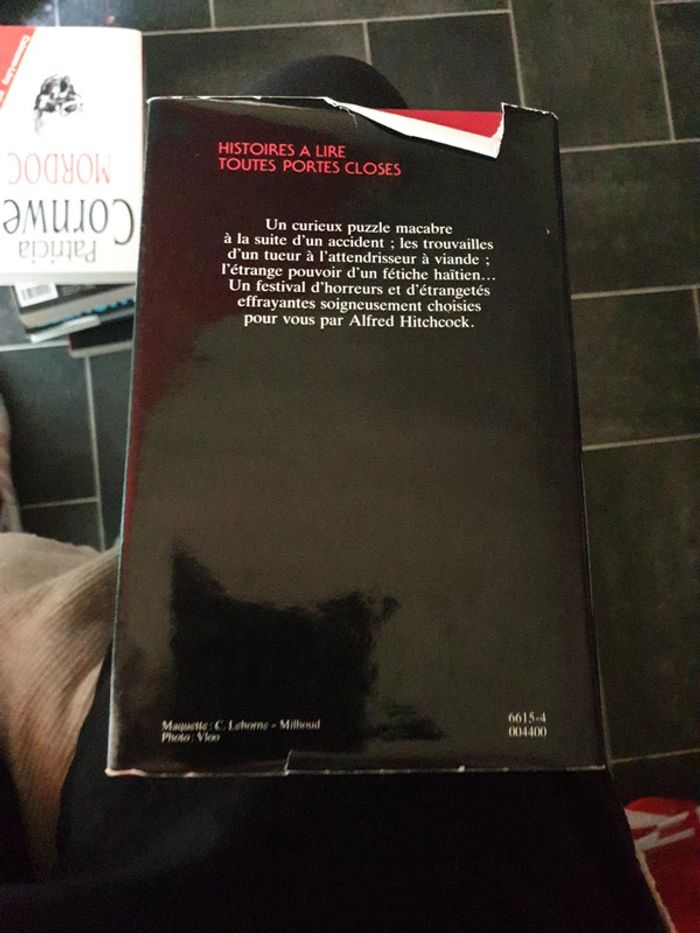 HISTOIRES A LIRE
TOUTES PORTES CLOSES
Un curieux puzzle macabre
à la suite d'un accident ; les trouvailles
d'un tueur à l'attendrisseur à viande ;
l'étrange pouvoir d'un fétiche haïtien...
Un festival d'horreurs et d'étrangetés
effrayantes soigneusement choisies
pour vous par Alfred Hitchcock.
Maquette : C. Lehorne - Milhoud
Photo : Vloo
6615-4
004400
Patricia
Cornwe
MORDOC